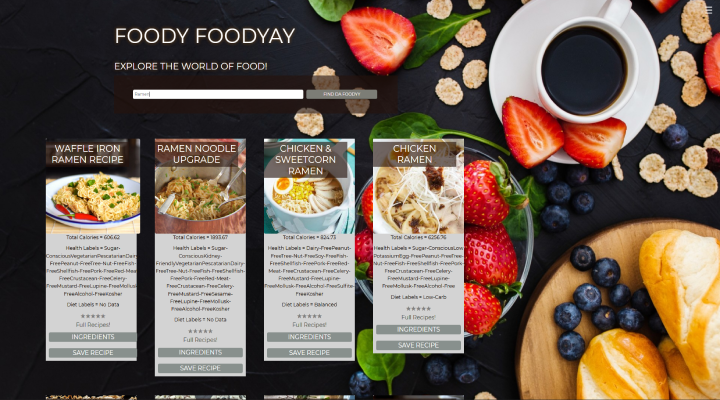 FOODY FOODYAY
EXPLORE THE WORLD OF FOOD!
Ramen
FIND DA FOODYY
WAFFLE IRON
RAMEN RECIPE
Total Calories = 606.62
Health Labels = Sugar-
ConsciousVegetarianPescatarianDairy-
FreePeanut-FreeTree-Nut-FreeFish-
FreeShellfish-FreePork-FreeRed-Meat-
FreeCrustacean-FreeCelery-
FreeMustard-FreeLupine-FreeMollusk-
FreeAlcohol-FreeKosher
Diet Labels = No Data
★★★★★
Full Recipes!
INGREDIENTS
SAVE RECIPE
RAMEN NOODLE
UPGRADE
Total Calories = 1893.67
Health Labels = Sugar-
ConsciousKidney-
FriendlyVegetarianPescatarianDairy-
FreeTree-Nut-FreeFish-FreeShellfish-
FreePork-FreeRed-Meat-
FreeCrustacean-FreeCelery-
FreeMustard-FreeSesame-
FreeLupine-FreeMollusk-
FreeAlcohol-FreeKosher
Diet Labels = No Data
★★★★★
Full Recipes!
INGREDIENTS
SAVE RECIPE
CHICKEN &
SWEETCORN
RAMEN
Total Calories = 824.73
Health Labels = Dairy-FreePeanut-
FreeTree-Nut-FreeSoy-FreeFish-
FreeShellfish-FreePork-FreeRed-
Meat-FreeCrustacean-FreeCelery-
FreeMustard-FreeLupine-
FreeMollusk-FreeAlcohol-FreeSulfite-
FreeKosher
Diet Labels = Balanced
★★★★★
Full Recipes!
INGREDIENTS
SAVE RECIPE
CHICKEN
RAMEN
Total Calories = 6256.76
Health Labels = Sugar-ConsciousLow
PotassiumEgg-FreePeanut-FreeTree-
Nut-FreeFish-FreeShellfish-FreePork-
FreeCrustacean-FreeCelery-
FreeMustard-FreeLupine-
FreeMollusk-FreeAlcohol-Free
Diet Labels = Low-Carb
★★★★★
Full Recipes!
INGREDIENTS
SAVE RECIPE